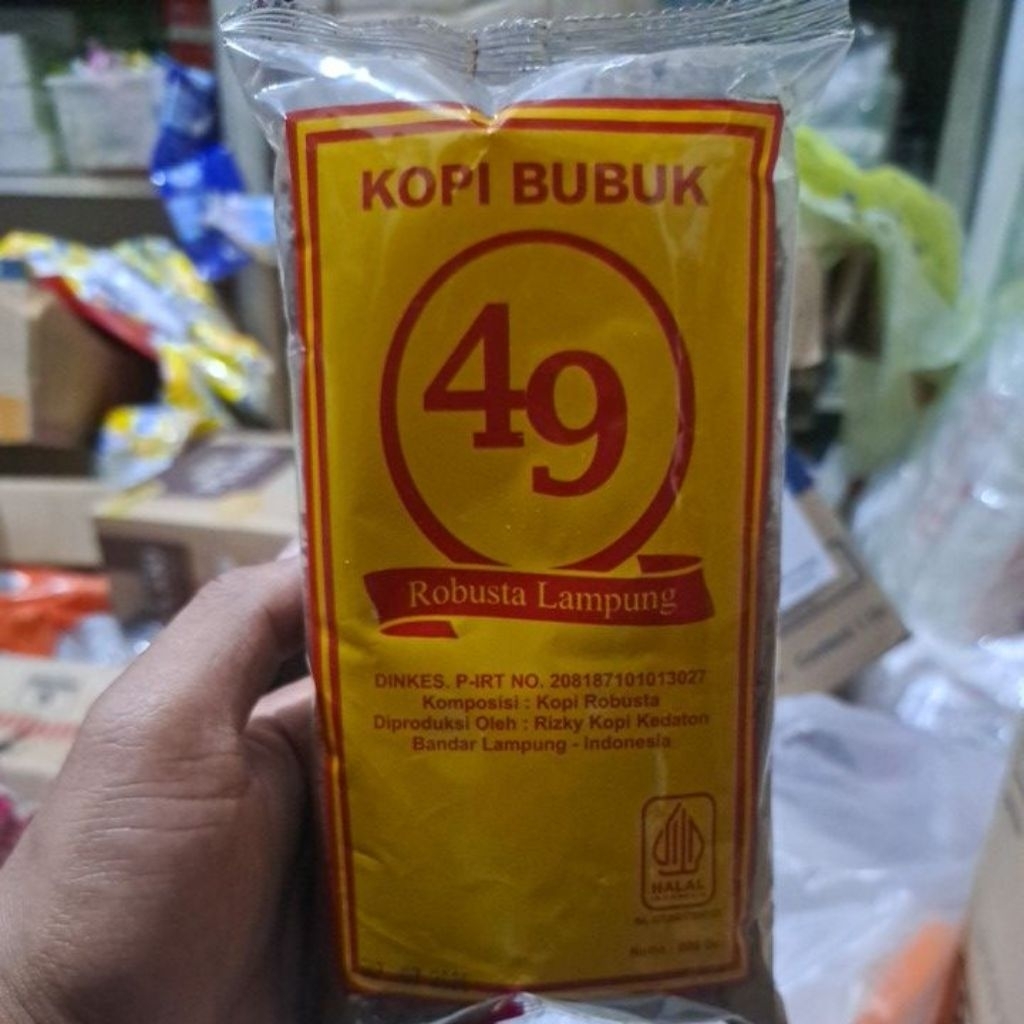 KOPI BUBUK
49
Robusta Lampung
DINKES. P-IRT NO. 208187101013027
Komposisi : Kopi Robusta
Diproduksi Oleh : Rizky Kopi Kedaton
Bandar Lampung - Indonesia
HALAL
INDONESIA